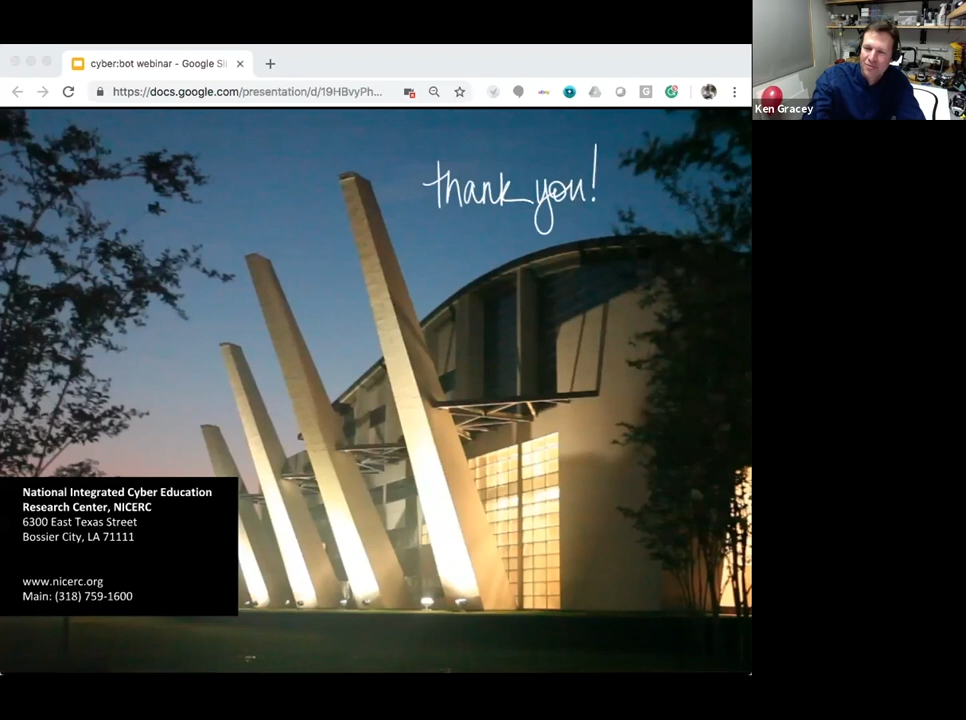 cyber:bot webinar - Google Sli
https://docs.google.com/presentation/d/19HBvyPh...
Ken Gracey
thank you!
National Integrated Cyber Education
Research Center, NICERC
6300 East Texas Street
Bossier City, LA 71111
www.nicerc.org
Main: (318) 759-1600